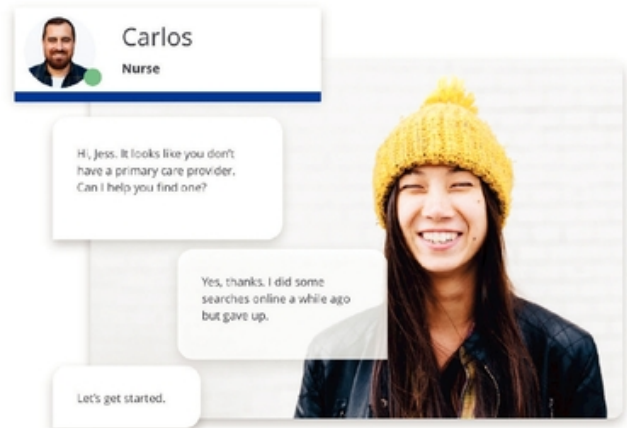 Carlos
Nurse
Hi, Jess. It looks like you don't
have a primary care provider.
Can I help you find one?
Yes, thanks. I did some
searches online a while ago
but gave up.
Let's get started.